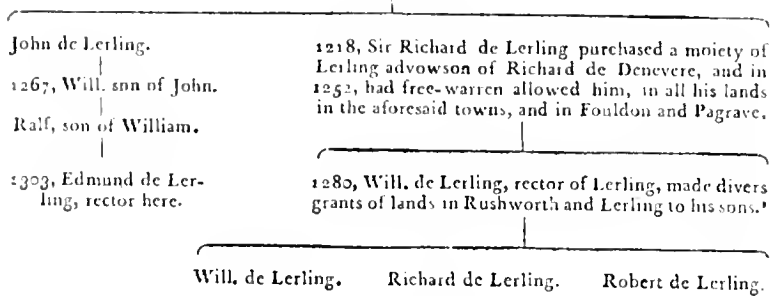 John de Lerling.
1267, Will. son of John.
Ralf, son of William.
1303, Edmund de Ler-
ling, rector here.
1218, Sir Richard de Lerling purchased a moiety of
Lerling advowson of Richard de Denevere, and in
1252, had free-warren allowed him, in all his lands
in the aforesaid towns, and in Fouldon and Pagrave.
1280, Will. de Lerling, rector of Lerling, made divers
grants of lands in Rushworth and Lerling to his sons.
Will. de Lerling. Richard de Lerling. Robert de Lerling.